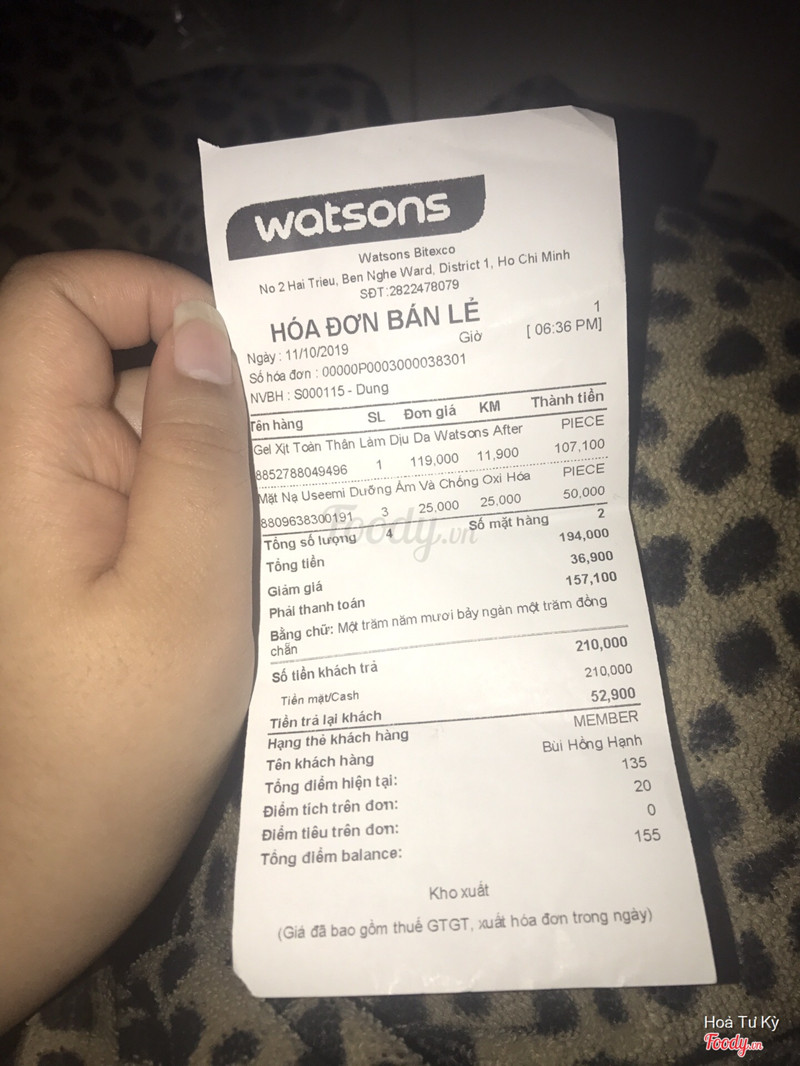 watsons
Watsons Bitexco
No 2 Hai Trieu, Ben Nghe Ward, District 1, Ho Chi Minh
SĐT:2822478079
HÓA ĐƠN BÁN LẺ 1
Ngày : 11/10/2019 Giờ [ 06:36 PM]
Số hóa đơn : 00000P0003000038301
NVBH : S000115 - Dung
Tên hàng SL Đơn giá KM Thành tiền
Gel Xịt Toàn Thân Làm Dịu Da Watsons After PIECE
8852788049496 1 119,000 11,900 107,100
Mặt Nạ Useemi Dưỡng Ẩm Và Chống Oxi Hóa PIECE
8809638300191 3 25,000 25,000 50,000
Tổng số lượng 4 Số mặt hàng 2
Tổng tiền 194,000
Giảm giá 36,900
Phải thanh toán 157,100
Bằng chữ: Một trăm năm mươi bảy ngàn một trăm đồng
chẵn
Số tiền khách trả 210,000
Tiền mặt/Cash 210,000
Tiền trả lại khách 52,900
Hạng thẻ khách hàng MEMBER
Tên khách hàng Bùi Hồng Hạnh
Tổng điểm hiện tại: 135
Điểm tích trên đơn: 20
Điểm tiêu trên đơn: 0
Tổng điểm balance: 155
Kho xuất
(Giá đã bao gồm thuế GTGT, xuất hóa đơn trong ngày)
Foody.vn
Hoả Tư Kỳ
Foody.vn